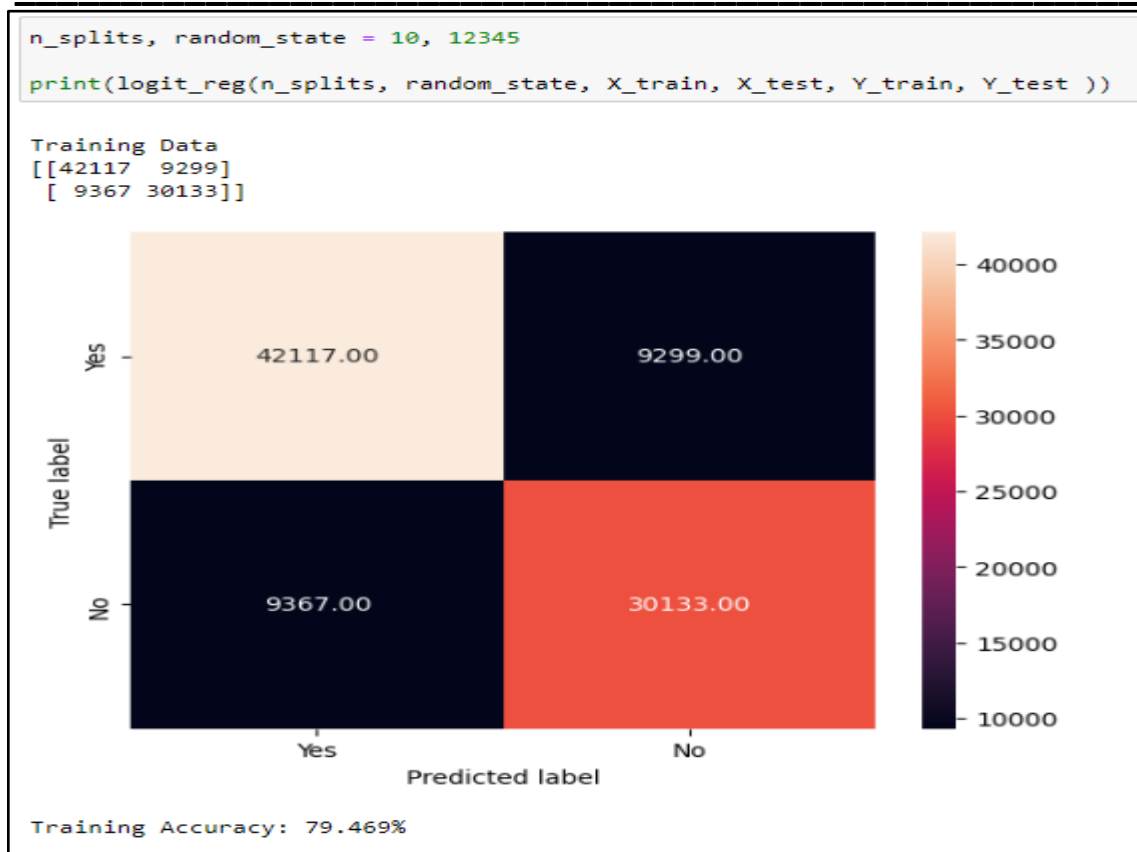 n_splits, random_state = 10, 12345
print(logit_reg(n_splits, random_state, X_train, X_test, Y_train, Y_test ))
Training Data
[[42117  9299]
 [ 9367 30133]]
40000
Yes
42117.00
9299.00
35000
30000
True label
25000
20000
No
9367.00
30133.00
15000
10000
Yes
No
Predicted label
Training Accuracy: 79.469%